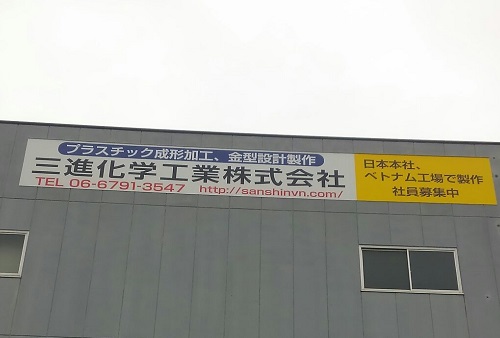 プラスチック成形加工、金型設計製作
三進化学工業株式会社
TEL 06-6791-3547 http://sanshinvn.com/
日本本社、
ベトナム工場で製作
社員募集中